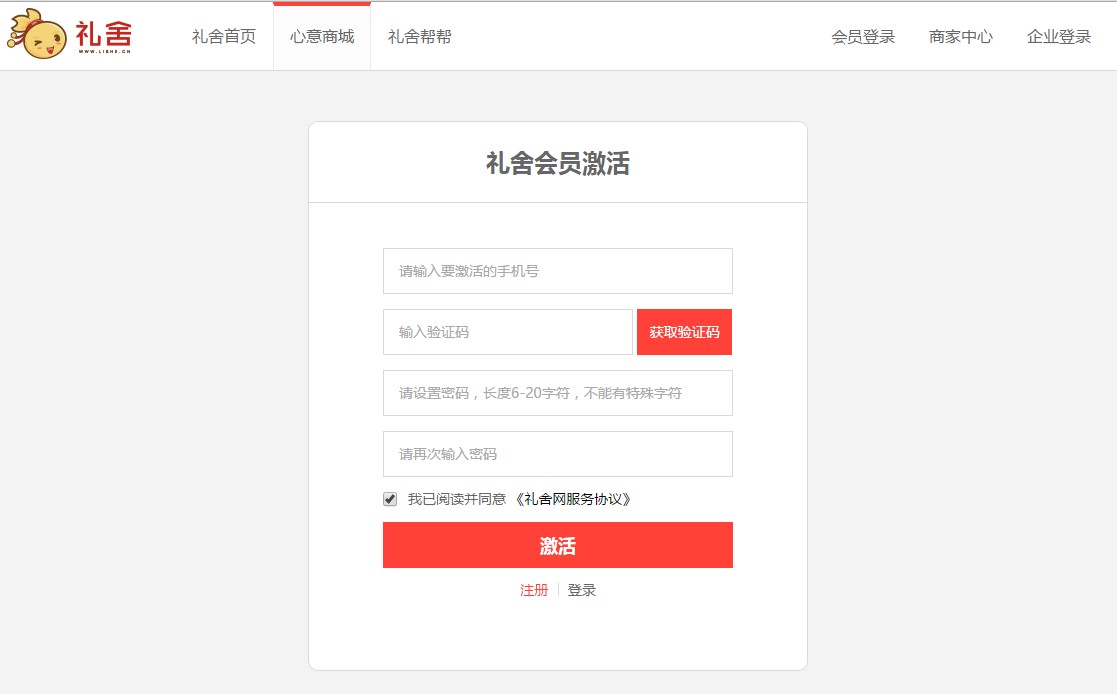 礼舍
WWW.LISHE.CN
礼舍首页 心意商城 礼舍帮帮 会员登录 商家中心 企业登录
礼舍会员激活
请输入要激活的手机号
输入验证码 获取验证码
请设置密码，长度6-20字符，不能有特殊字符
请再次输入密码
我已阅读并同意 《礼舍网服务协议》
激活
注册 登录